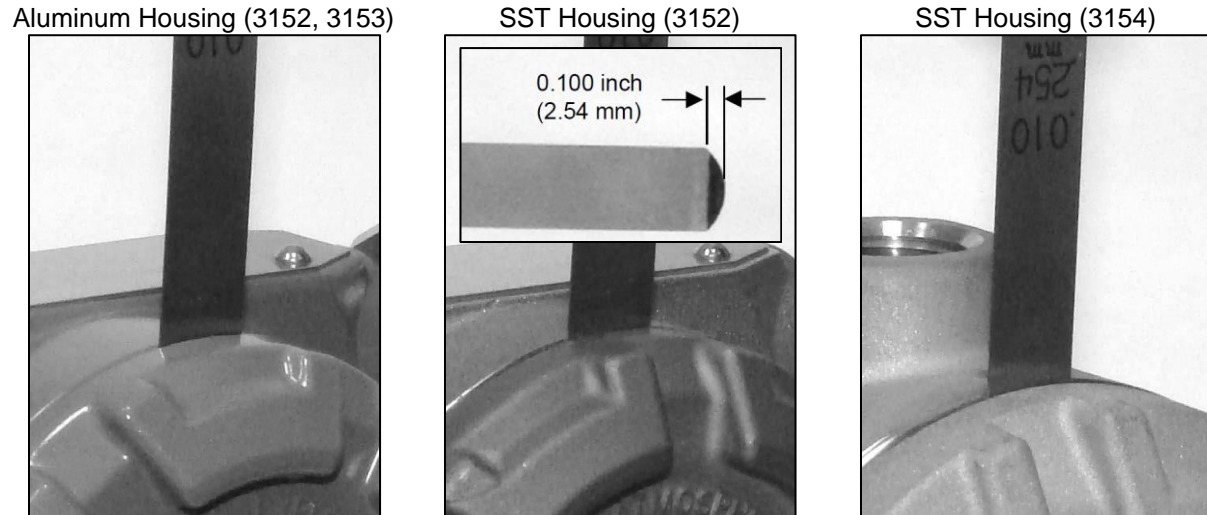 Aluminum Housing (3152, 3153)
SST Housing (3152)
SST Housing (3154)
010
0.100 inch
(2.54 mm)
mm
.254
.010